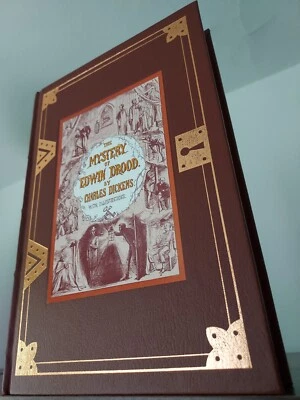 THE
MYSTERY
OF
EDWIN DROOD.
BY
CHARLES DICKENS
WITH ILLUSTRATIONS